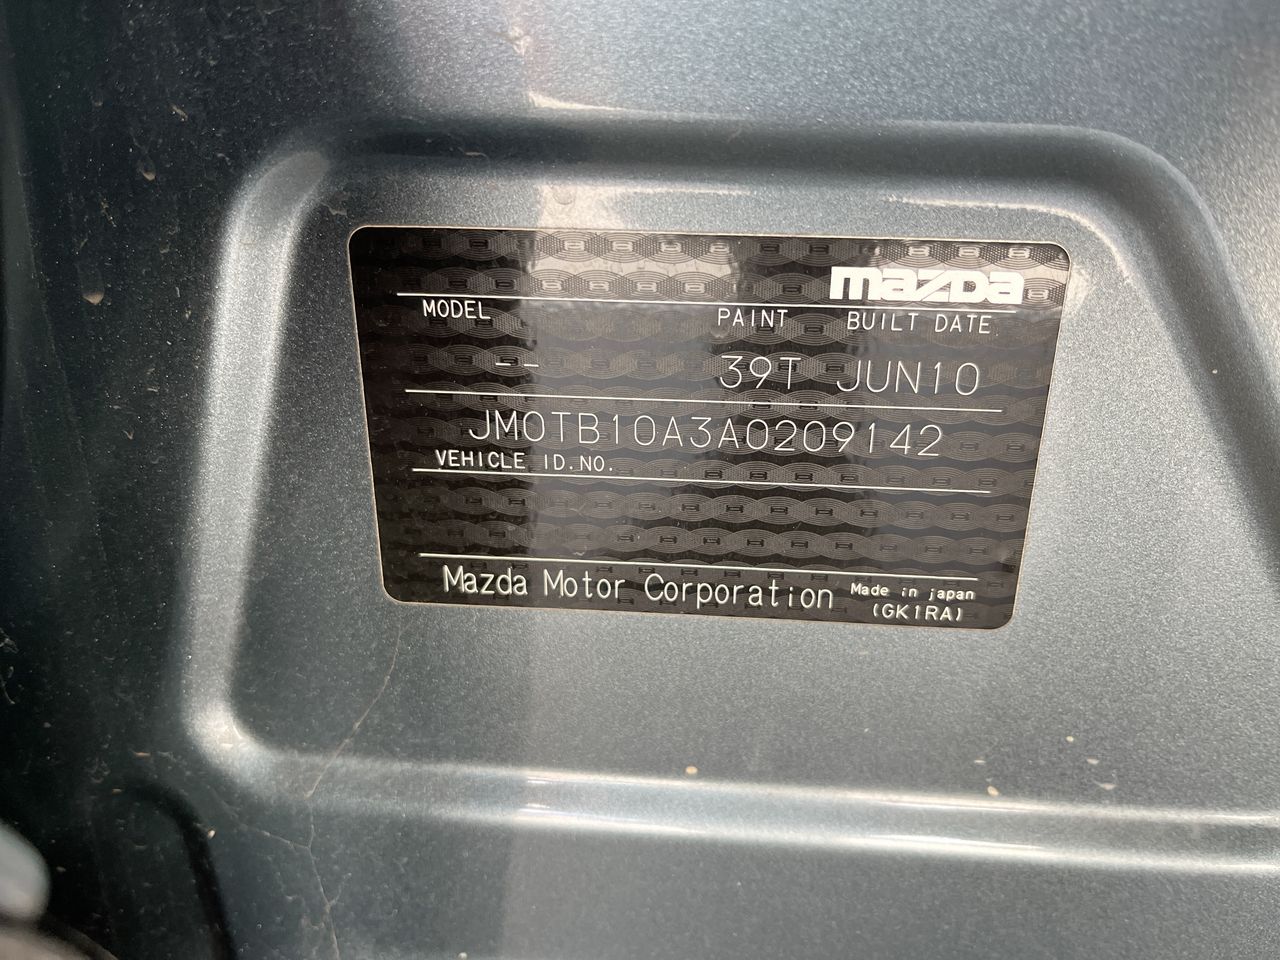 mazda
MODEL PAINT BUILT DATE
-- 39T JUN10
JM0TB10A3A0209142
VEHICLE ID.NO.
Mazda Motor Corporation Made in japan
(GK1RA)